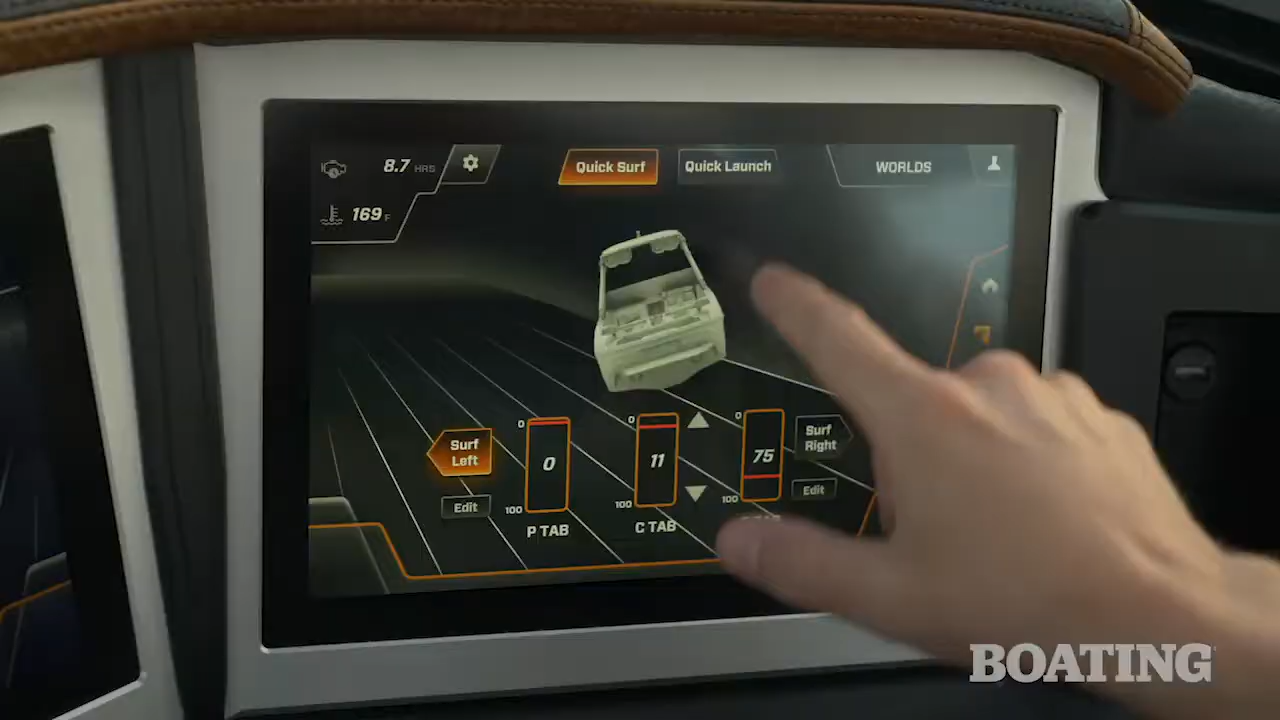 8.7 HRS
Quick Surf
Quick Launch
WORLDS
169 F
Surf
Left
Edit
0
0
100
P TAB
0
11
100
C TAB
0
75
100
Surf
Right
Edit
BOATING